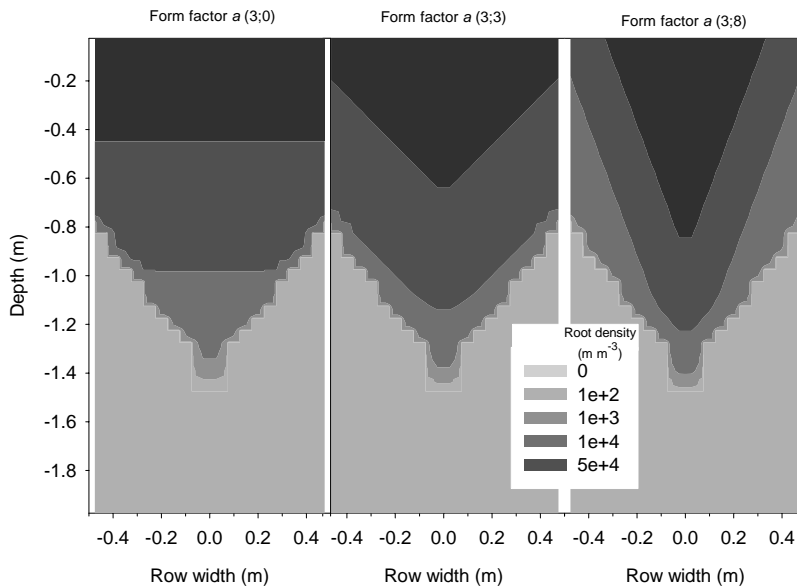 Form factor a (3;0)
Form factor a (3;3)
Form factor a (3;8)
Depth (m)
-0.2
-0.4
-0.6
-0.8
-1.0
-1.2
-1.4
-1.6
-1.8
Root density
(m m⁻³)
0
1e+2
1e+3
1e+4
5e+4
-0.4 -0.2 0.0 0.2 0.4
-0.4 -0.2 0.0 0.2 0.4
-0.4 -0.2 0.0 0.2 0.4
Row width (m)
Row width (m)
Row width (m)